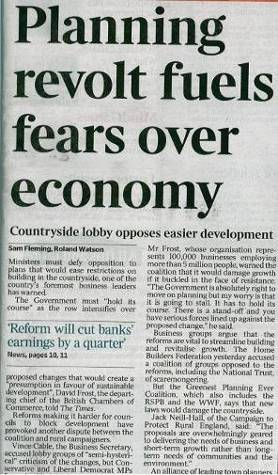 Planning
revolt fuels
fears over
economy
Countryside lobby opposes easier development
Sam Fleming, Roland Watson
Ministers must defy opposition to
plans that would ease restrictions on
building in the countryside, one of the
country's foremost business leaders
has warned.
The Government must "hold its
course" as the row intensifies over
'Reform will cut banks'
earnings by a quarter'
News, pages 10, 11
proposed changes that would create a
"presumption in favour of sustainable
development", David Frost, the depar-
ting chief of the British Chambers of
Commerce, told The Times.
Reforms making it harder for coun-
cils to block development have
provoked another dispute between the
coalition and rural campaigners.
Vince Cable, the Business Secretary,
accused lobby groups of "semi-hysteri-
cal" criticism of the changes, but Con-
servative and Liberal Democrat MPs
Mr Frost, whose organisation repre-
sents 100,000 businesses employing
more than 5 million people, warned the
coalition that it would damage growth
if it buckled in the face of resistance.
"The Government is absolutely right to
move on planning but my worry is that
it is going to stall. It has to hold its
course. There is a stand-off and you
have serious forces lined up against the
proposed change," he said.
Business groups argue that the
reforms are vital to streamline building
and revitalise growth. The Home
Builders Federation yesterday accused
a coalition of groups opposed to the
reforms, including the National Trust,
of scaremongering.
But the Greenest Planning Ever
Coalition, which also includes the
RSPB and the WWF, says that new
laws would damage the countryside.
Jack Neill-Hall, of the Campaign to
Protect Rural England, said: "The
proposals are overwhelmingly geared
to delivering the needs of business and
short-term growth rather than long-
term needs of communities and the
environment."
An alliance of leading town planners